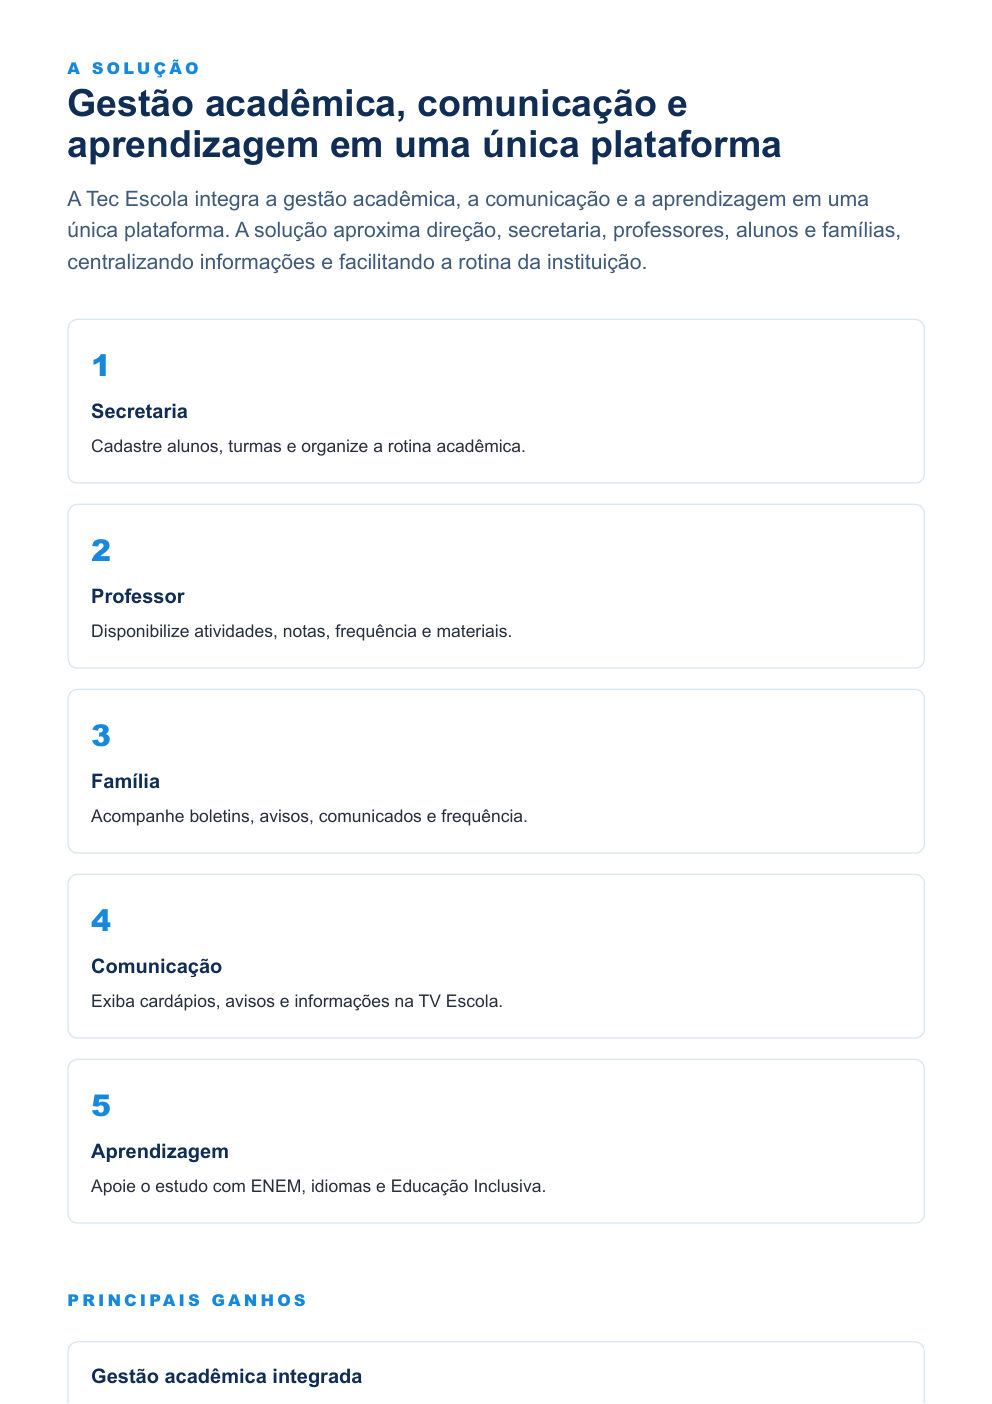 A SOLUÇÃO
Gestão acadêmica, comunicação e
aprendizagem em uma única plataforma
A Tec Escola integra a gestão acadêmica, a comunicação e a aprendizagem em uma
única plataforma. A solução aproxima direção, secretaria, professores, alunos e famílias,
centralizando informações e facilitando a rotina da instituição.
1
Secretaria
Cadastre alunos, turmas e organize a rotina acadêmica.
2
Professor
Disponibilize atividades, notas, frequência e materiais.
3
Família
Acompanhe boletins, avisos, comunicados e frequência.
4
Comunicação
Exiba cardápios, avisos e informações na TV Escola.
5
Aprendizagem
Apoie o estudo com ENEM, idiomas e Educação Inclusiva.
PRINCIPAIS GANHOS
Gestão acadêmica integrada